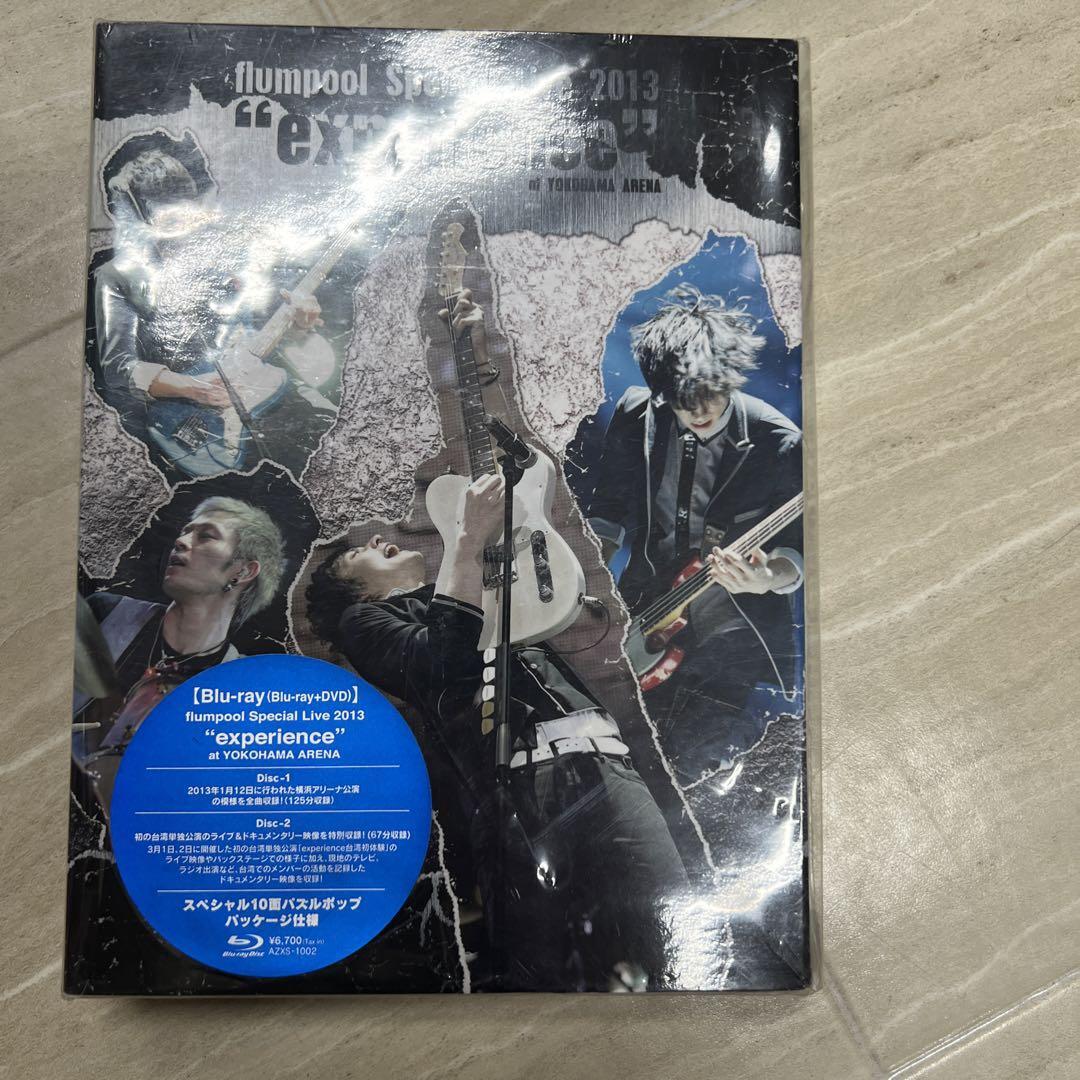 flumpool Special Live 2013
“experience”
at YOKOHAMA ARENA
【Blu-ray(Blu-ray+DVD)】
flumpool Special Live 2013
“experience”
at YOKOHAMA ARENA
Disc-1
2013年1月12日に行われた横浜アリーナ公演
の模様を全曲収録!(125分収録)
Disc-2
初の台湾単独公演のライブ&ドキュメンタリー映像を特別収録!(67分収録)
3月1日、2日に開催した初の台湾単独公演「experience台湾初体験」の
ライブ映像やバックステージでの様子に加え、現地のテレビ、
ラジオ出演など、台湾でのメンバーの活動を記録した
ドキュメンタリー映像を収録!
スペシャル10面パズルポップ
パッケージ仕様
Blu-ray Disc ¥6,700(Tax in)
AZXS-1002